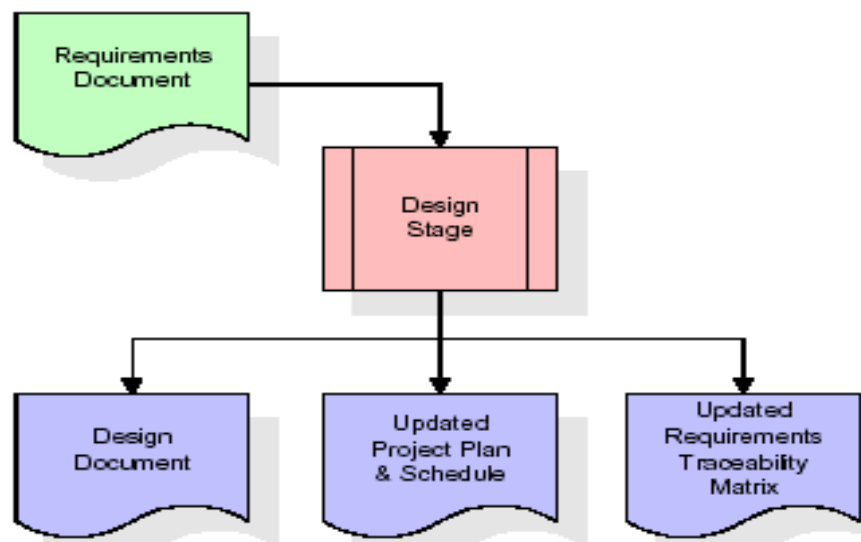 Requirements
Document
Design
Stage
Design
Document
Updated
Project Plan
& Schedule
Updated
Requirements
Traceability
Matrix